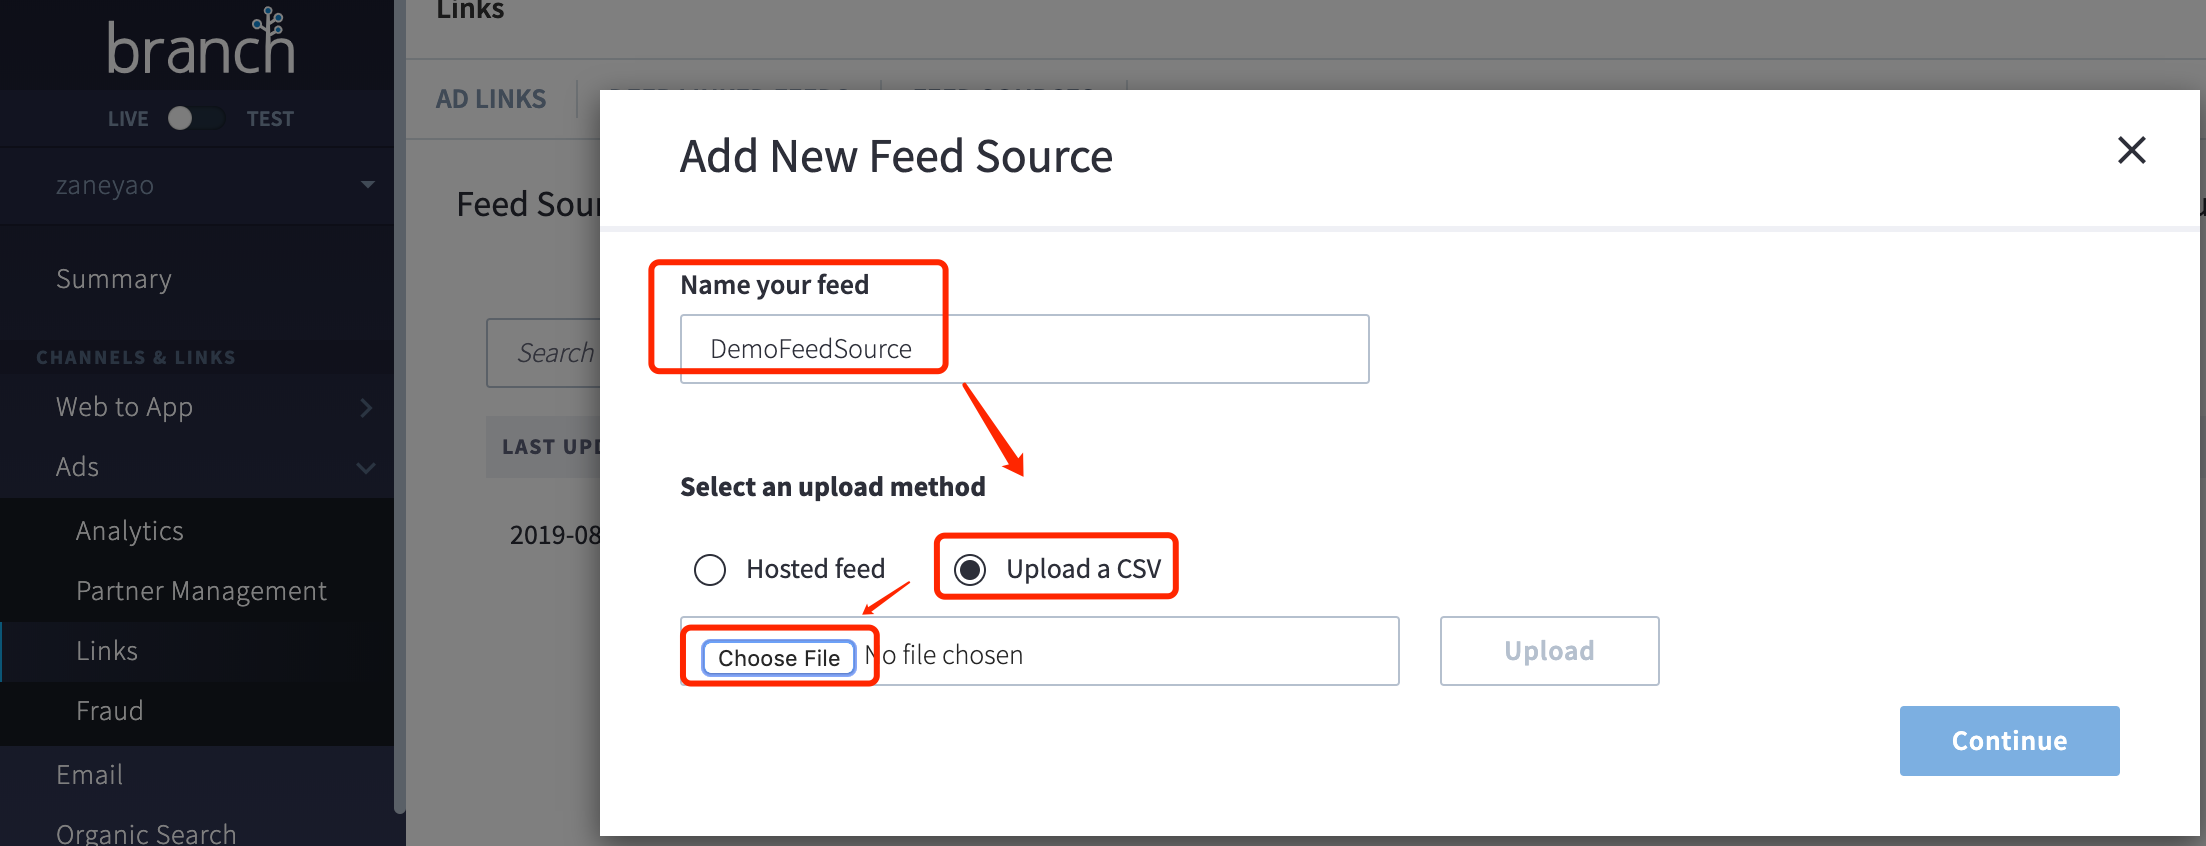 branch
LIVE TEST
zaneyao
Summary
CHANNELS & LINKS
Web to App
Ads
Analytics
Partner Management
Links
Fraud
Email
Organic Search
Links
AD LINKS
Feed Sour
Search
LAST UPD
2019-08
Add New Feed Source
Name your feed
DemoFeedSource
Select an upload method
Hosted feed Upload a CSV
Choose File No file chosen Upload
Continue